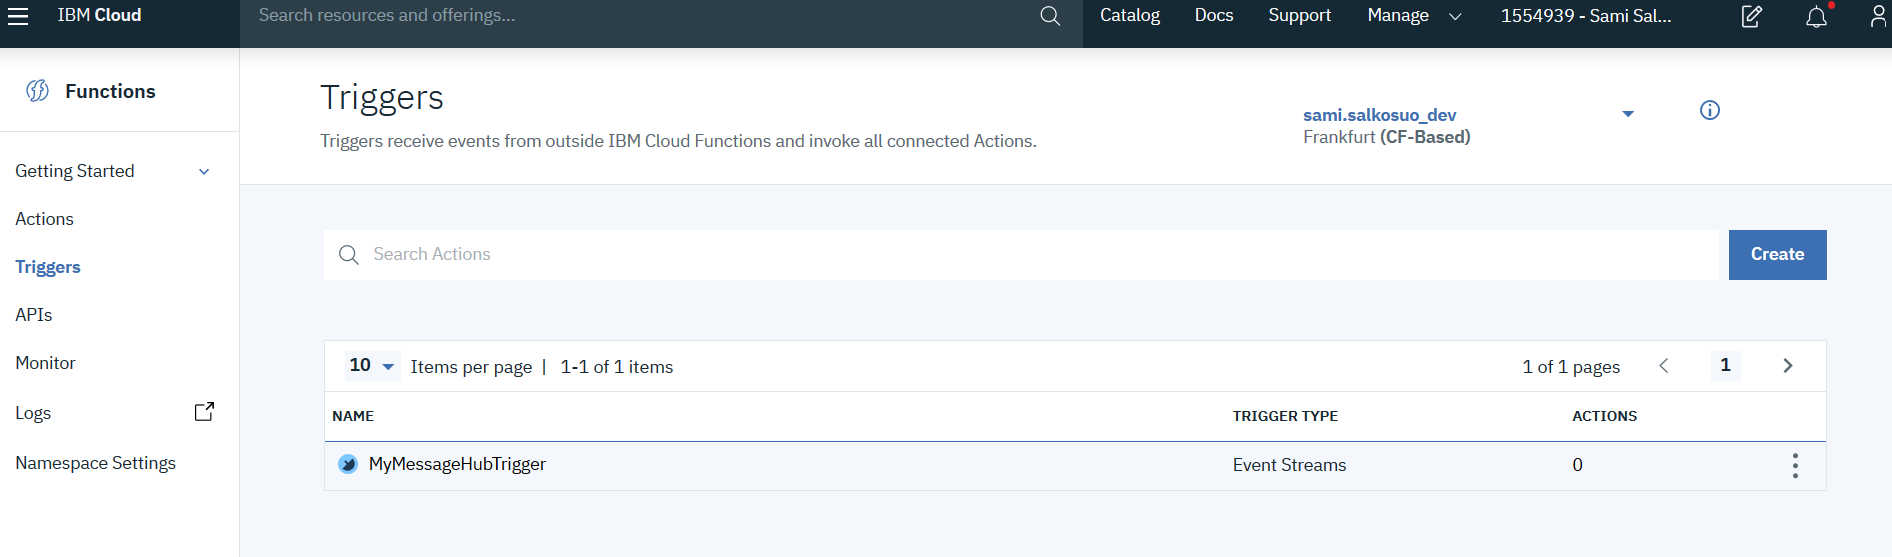 IBM Cloud
Search resources and offerings...
Catalog
Docs
Support
Manage
1554939 - Sami Sal...
Functions
Getting Started
Actions
Triggers
APIs
Monitor
Logs
Namespace Settings
Triggers
Triggers receive events from outside IBM Cloud Functions and invoke all connected Actions.
sami.salkosuo_dev
Frankfurt (CF-Based)
Search Actions
Create
10 Items per page | 1-1 of 1 items
1 of 1 pages
1
NAME
TRIGGER TYPE
ACTIONS
MyMessageHubTrigger
Event Streams
0